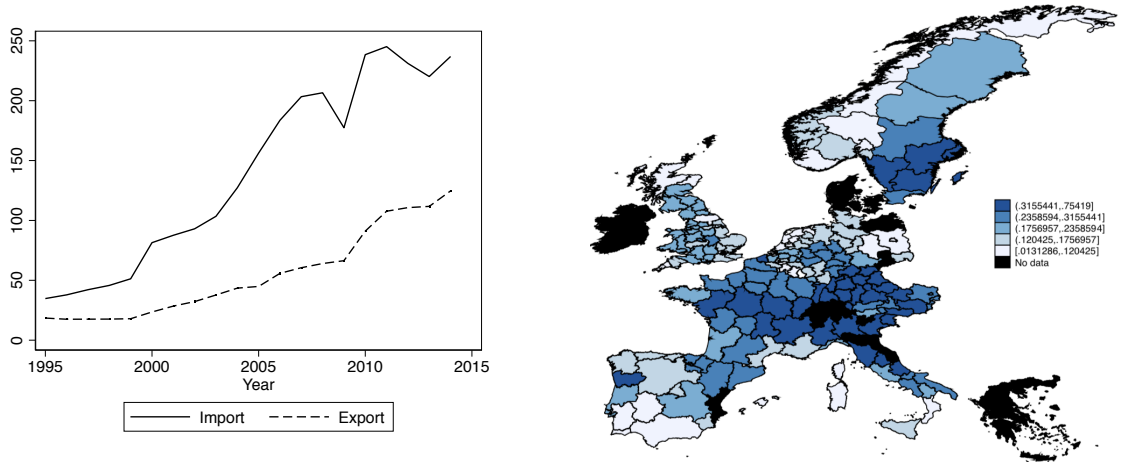 250
200
150
100
50
0
1995 2000 2005 2010 2015
Year
Import Export
(.3155441,.75419]
(.2358594,.3155441]
(.1756957,.2358594]
(.120425,.1756957]
[.0131286,.120425]
No data